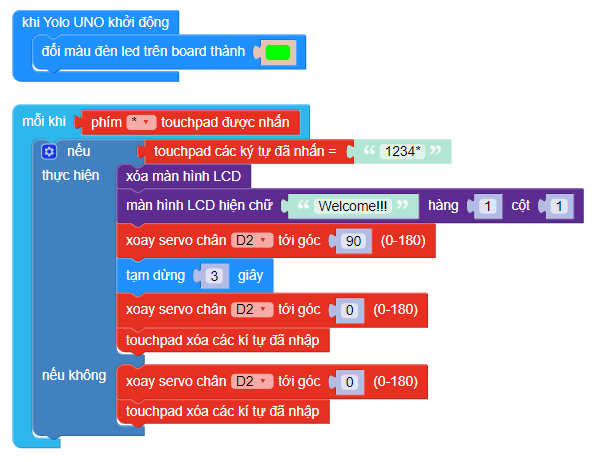 khi Yolo UNO khởi động
đổi màu đèn led trên board thành
mỗi khi phím * touchpad được nhấn
nếu touchpad các ký tự đã nhấn = “ 1234* ”
thực hiện xóa màn hình LCD
màn hình LCD hiện chữ “ Welcome!!! ” hàng 1 cột 1
xoay servo chân D2 tới góc 90 (0-180)
tạm dừng 3 giây
xoay servo chân D2 tới góc 0 (0-180)
touchpad xóa các kí tự đã nhập
nếu không xoay servo chân D2 tới góc 0 (0-180)
touchpad xóa các kí tự đã nhập